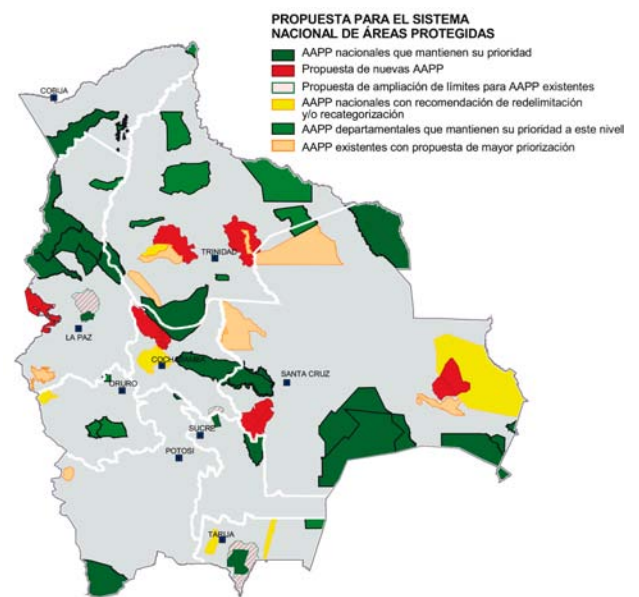 PROPUESTA PARA EL SISTEMA
NACIONAL DE ÁREAS PROTEGIDAS
AAPP nacionales que mantienen su prioridad
Propuesta de nuevas AAPP
Propuesta de ampliación de límites para AAPP existentes
AAPP nacionales con recomendación de redelimitación
y/o recategorización
AAPP departamentales que mantienen su prioridad a este nivel
AAPP existentes con propuesta de mayor priorización
COBIJA
TRINIDAD
LA PAZ
COCHABAMBA
ORURO
SANTA CRUZ
SUCRE
POTOSI
TARIJA